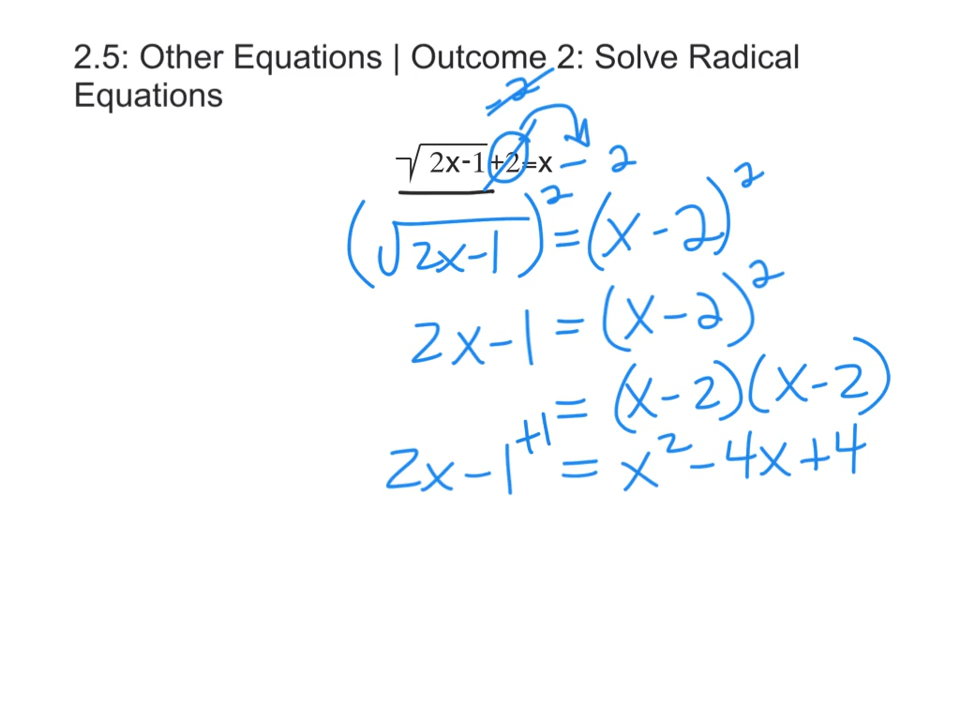 2.5: Other Equations | Outcome 2: Solve Radical
Equations
-2
√2x-1+2=x - 2
(√2x-1)² = (x-2)²
2x-1 = (x-2)²
= (x-2)(x-2)
+1
2x-1 = x²-4x+4